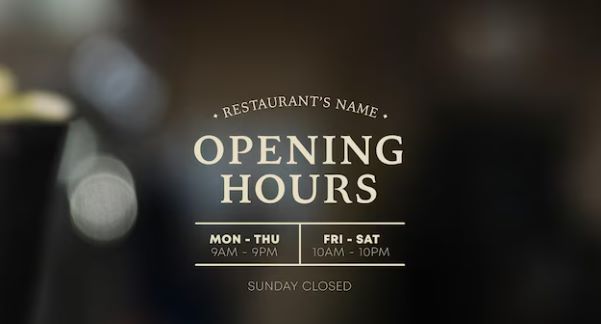 RESTAURANT'S NAME
OPENING
HOURS
MON - THU
9AM - 9PM
FRI - SAT
10AM - 10PM
SUNDAY CLOSED